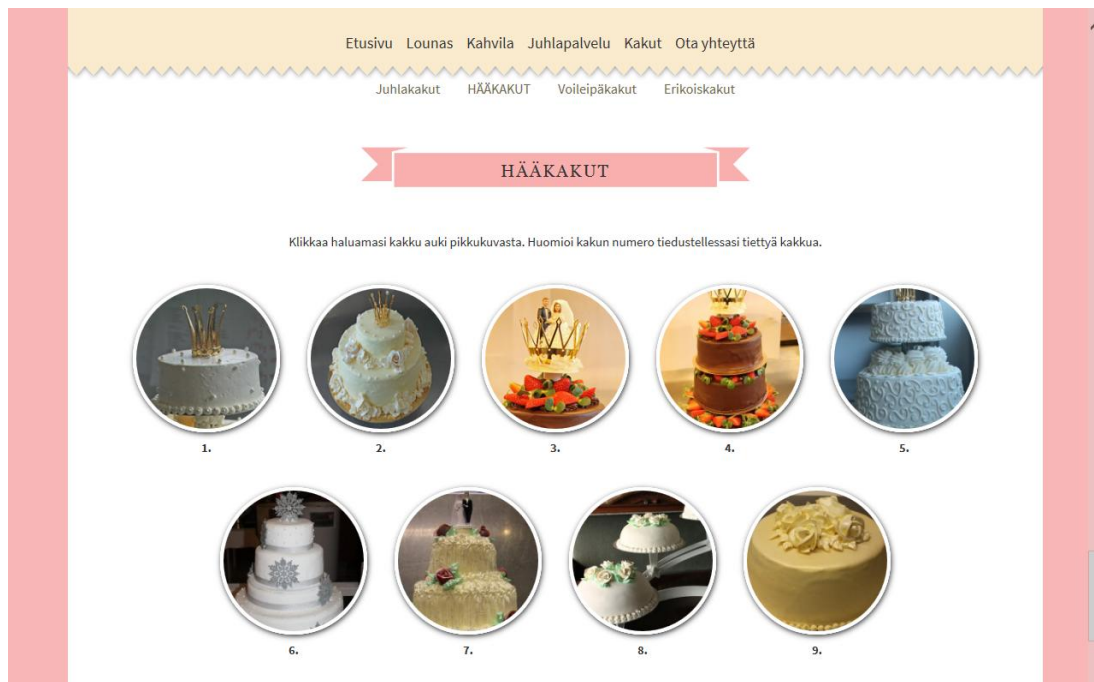 Etusivu Lounas Kahvila Juhlapalvelu Kakut Ota yhteyttä
Juhlakakut HÄÄKAKUT Voileipäkakut Erikoiskakut
HÄÄKAKUT
Klikkaa haluamasi kakku auki pikkukuvasta. Huomioi kakun numero tiedustellessasi tiettyä kakkua.
1. 2. 3. 4. 5.
6. 7. 8. 9.